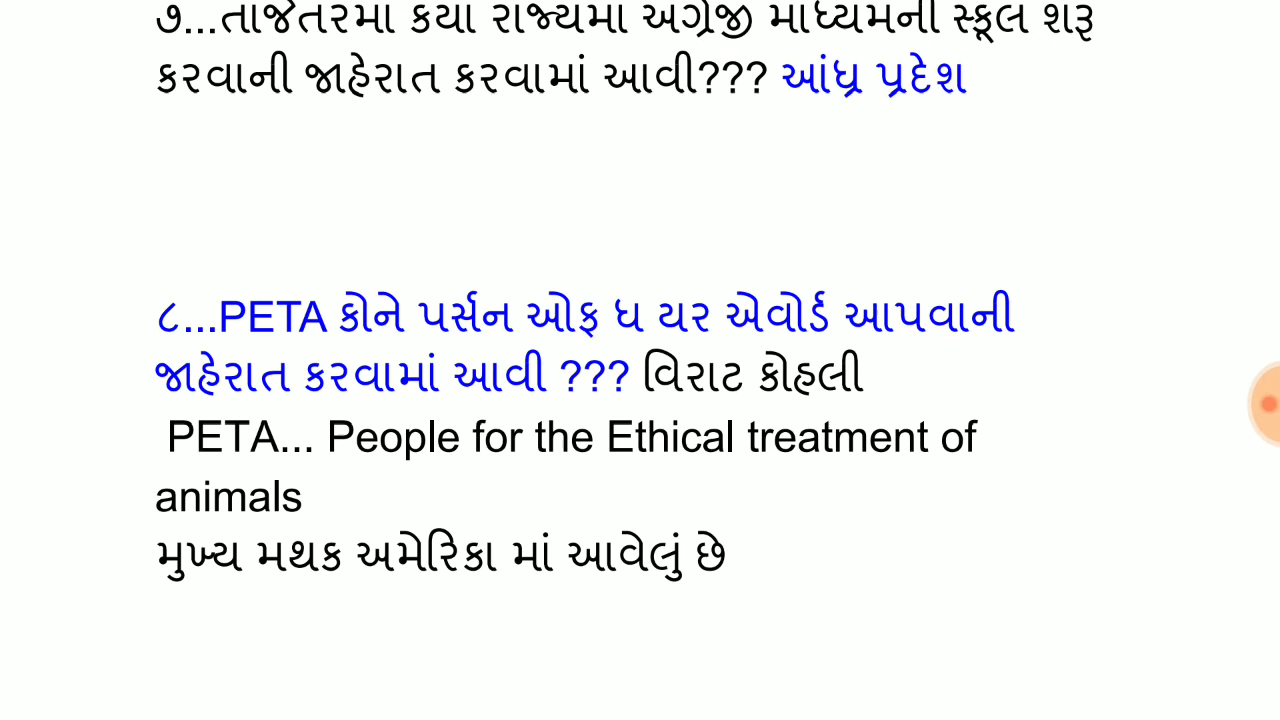 ૭...તાજેતરમાં કયા રાજ્યમાં અંગ્રેજી માધ્યમની સ્કૂલ શરૂ
કરવાની જાહેરાત કરવામાં આવી??? આંધ્ર પ્રદેશ
૮...PETA કોને પર્સન ઓફ ધ યર એવોર્ડ આપવાની
જાહેરાત કરવામાં આવી ??? વિરાટ કોહલી
PETA... People for the Ethical treatment of
animals
મુખ્ય મથક અમેરિકા માં આવેલું છે